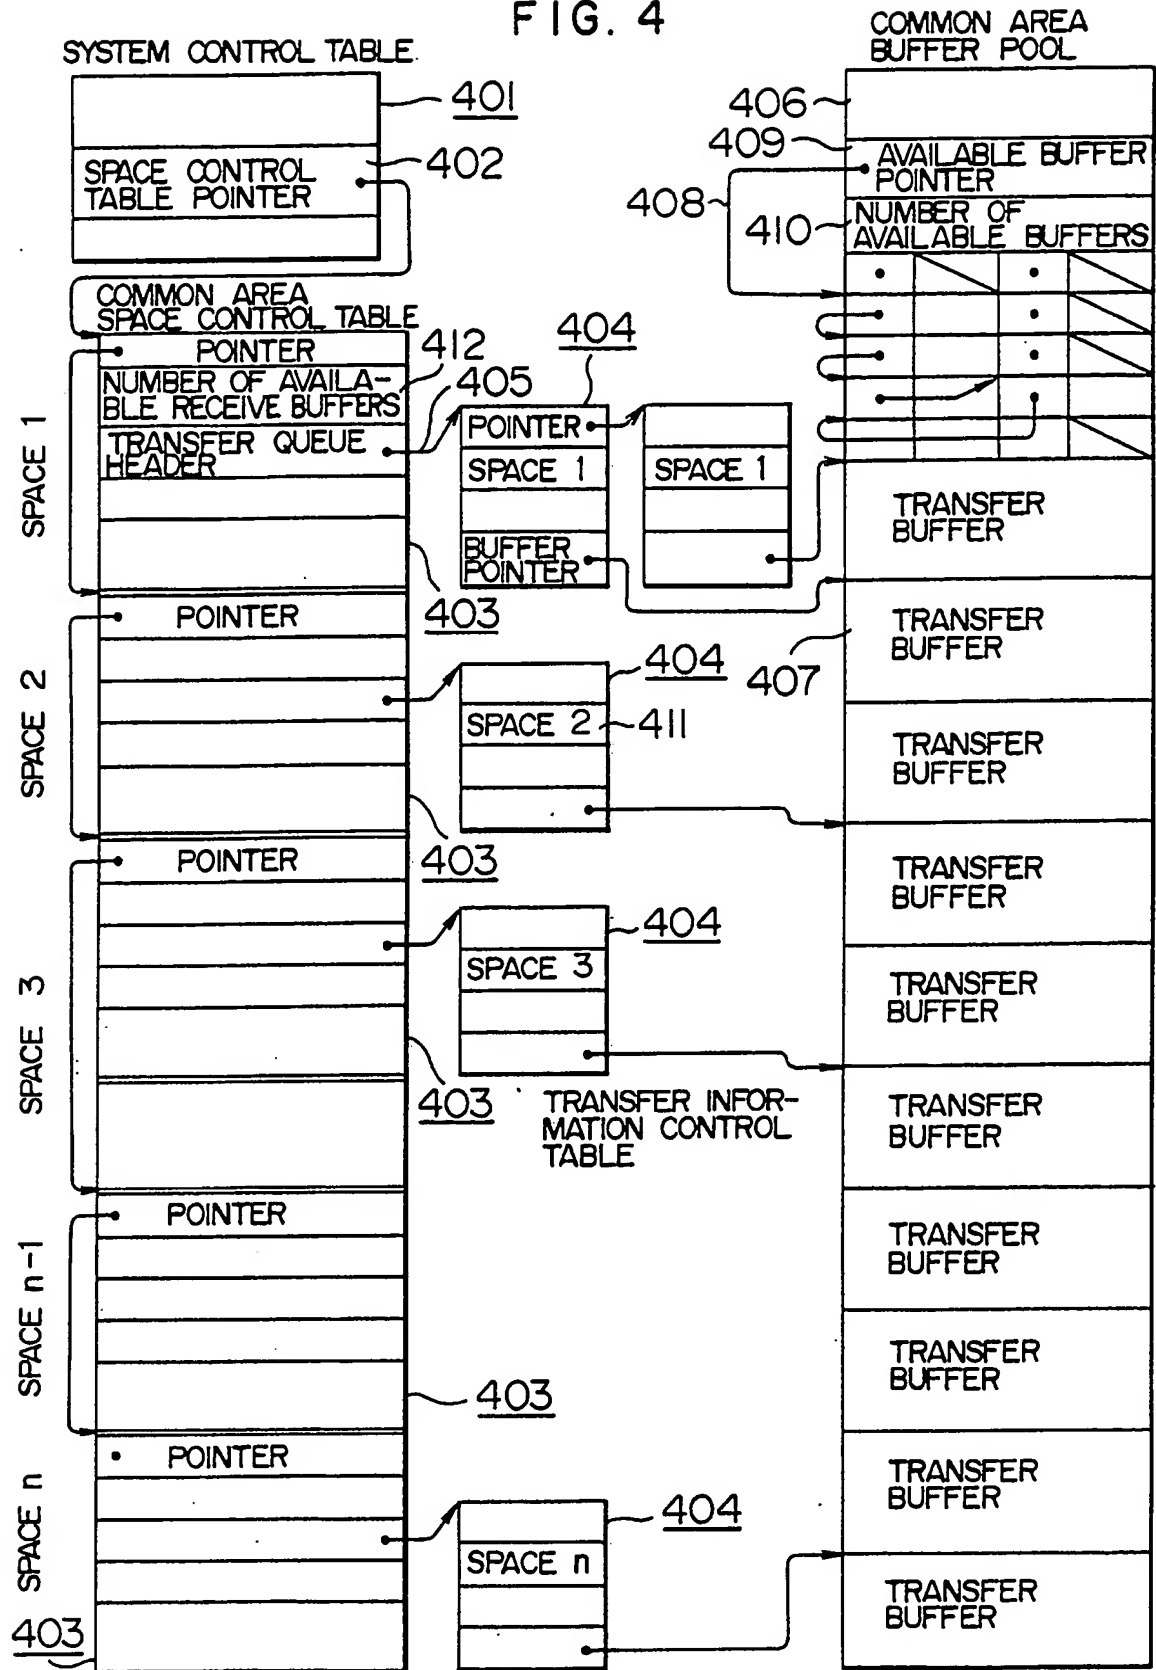 FIG. 4
SYSTEM CONTROL TABLE
401
SPACE CONTROL
TABLE POINTER
402
COMMON AREA
SPACE CONTROL TABLE
SPACE 1
POINTER
NUMBER OF AVAILA-
BLE RECEIVE BUFFERS
412
TRANSFER QUEUE
HEADER
405
403
404
POINTER
SPACE 1
BUFFER
POINTER
SPACE 1
SPACE 2
POINTER
403
404
SPACE 2
411
SPACE 3
POINTER
403
404
SPACE 3
TRANSFER INFOR-
MATION CONTROL
TABLE
SPACE n-1
POINTER
403
SPACE n
POINTER
403
404
SPACE n
COMMON AREA
BUFFER POOL
406
409
AVAILABLE BUFFER
POINTER
408
410
NUMBER OF
AVAILABLE BUFFERS
TRANSFER
BUFFER
TRANSFER
BUFFER
407
TRANSFER
BUFFER
TRANSFER
BUFFER
TRANSFER
BUFFER
TRANSFER
BUFFER
TRANSFER
BUFFER
TRANSFER
BUFFER
TRANSFER
BUFFER
TRANSFER
BUFFER